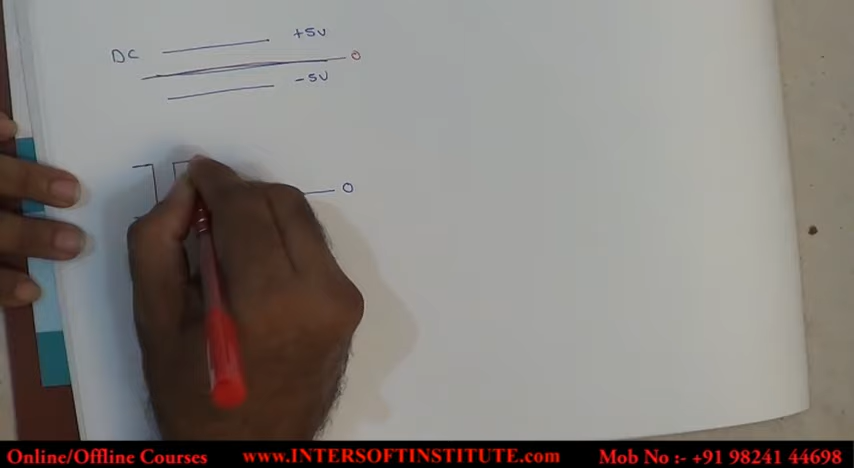 DC +5V
0
-5V
0
Online/Offline Courses www.INTERSOFTINSTITUTE.com Mob No :- +91 98241 44698